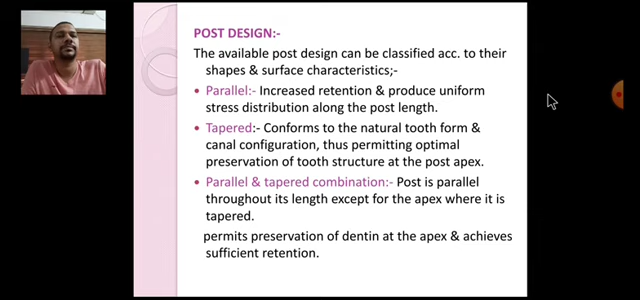 POST DESIGN:-
The available post design can be classified acc. to their
shapes & surface characteristics;-
• Parallel:- Increased retention & produce uniform
stress distribution along the post length.
• Tapered:- Conforms to the natural tooth form &
canal configuration, thus permitting optimal
preservation of tooth structure at the post apex.
• Parallel & tapered combination:- Post is parallel
throughout its length except for the apex where it is
tapered.
permits preservation of dentin at the apex & achieves
sufficient retention.